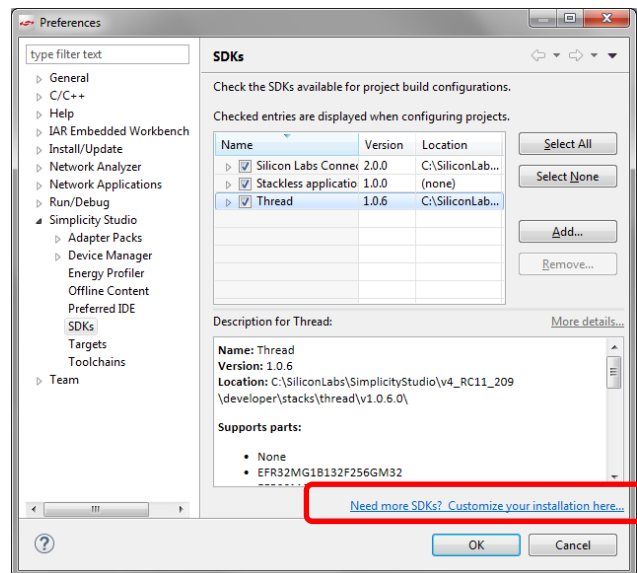 Preferences
type filter text
General
C/C++
Help
IAR Embedded Workbench
Install/Update
Network Analyzer
Network Applications
Run/Debug
Simplicity Studio
Adapter Packs
Device Manager
Energy Profiler
Offline Content
Preferred IDE
SDKs
Targets
Toolchains
Team
SDKs
Check the SDKs available for project build configurations.
Checked entries are displayed when configuring projects.
Name Version Location
Silicon Labs Connec 2.0.0 C:\SiliconLab...
Stackless applicatio 1.0.0 (none)
Thread 1.0.6 C:\SiliconLab...
Select All
Select None
Add...
Remove...
Description for Thread: More details...
Name: Thread
Version: 1.0.6
Location: C:\SiliconLabs\SimplicityStudio\v4_RC11_209
\developer\stacks\thread\v1.0.6.0\
Supports parts:
• None
• EFR32MG1B132F256GM32
Need more SDKs? Customize your installation here...
OK Cancel